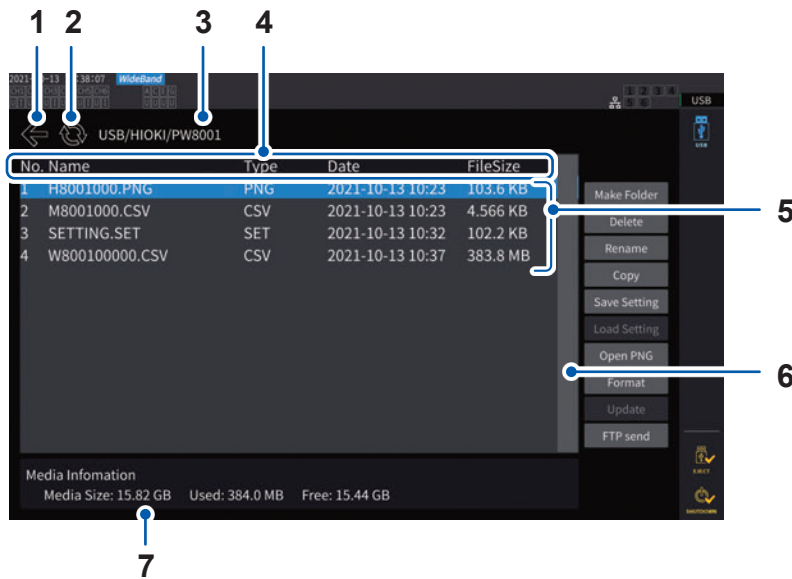 1 2 3 4
WideBand
USB
USB/HIOKI/PW8001
USB
No. Name Type Date FileSize
1 H8001000.PNG PNG 2021-10-13 10:23 103.6 KB
2 M8001000.CSV CSV 2021-10-13 10:23 4.566 KB
3 SETTING.SET SET 2021-10-13 10:32 102.2 KB
4 W800100000.CSV CSV 2021-10-13 10:37 383.8 MB
Make Folder
Delete
Rename
Copy
Save Setting
Load Setting
Open PNG
Format
Update
FTP send
5
6
Media Infomation
Media Size: 15.82 GB Used: 384.0 MB Free: 15.44 GB
EJECT
SHUTDOWN
7